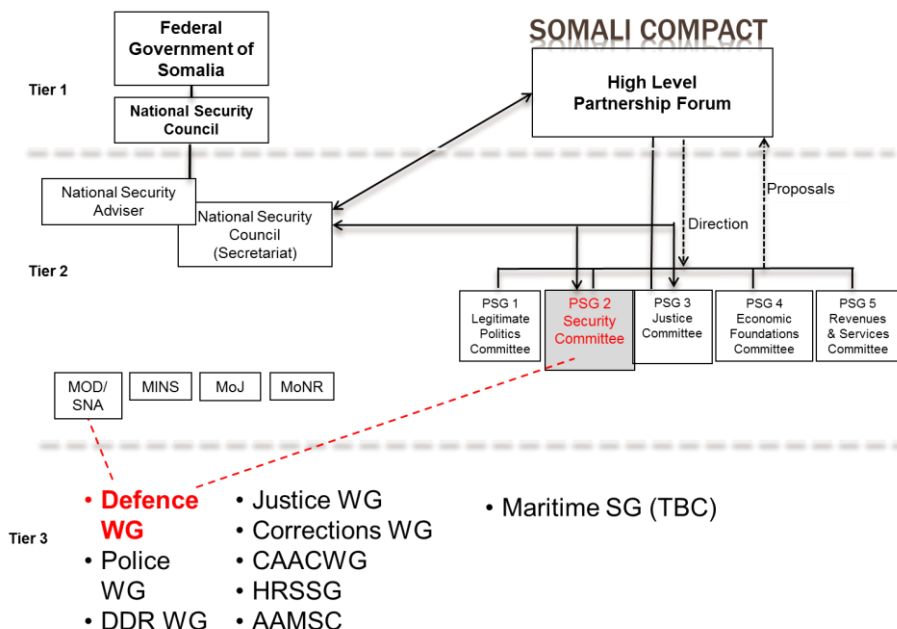 SOMALI COMPACT
Federal
Government of
Somalia
High Level
Partnership Forum
Tier 1
National Security
Council
National Security
Adviser
National Security
Council
(Secretariat)
Proposals
Direction
Tier 2
PSG 1
Legitimate
Politics
Committee
PSG 2
Security
Committee
PSG 3
Justice
Committee
PSG 4
Economic
Foundations
Committee
PSG 5
Revenues
& Services
Committee
MOD/
SNA
MINS
MoJ
MoNR
Tier 3
• Defence
WG
• Police
WG
• DDR WG
• Justice WG
• Corrections WG
• CAACWG
• HRSSG
• AAMSC
• Maritime SG (TBC)